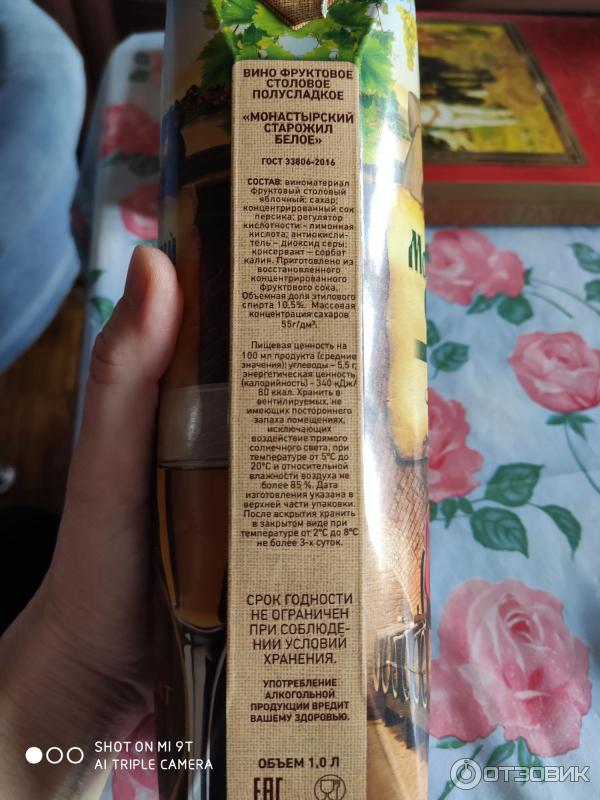 ВИНО ФРУКТОВОЕ
СТОЛОВОЕ
ПОЛУСЛАДКОЕ
«МОНАСТЫРСКИЙ
СТАРОЖИЛ
БЕЛОЕ»
ГОСТ 33806-2016
СОСТАВ: виноматериал
фруктовый столовый
яблочный; сахар;
концентрированный сок
персика; регулятор
кислотности - лимонная
кислота; антиокисли-
тель – диоксид серы;
консервант – сорбат
калия. Приготовлено из
восстановленного
концентрированного
фруктового сока.
Объемная доля этилового
спирта 10,5%. Массовая
концентрация сахаров
55г/дм³.
Пищевая ценность на
100 мл продукта (средние
значения): углеводы – 5,5 г,
энергетическая ценность
(калорийность) - 340 кДж/
80 ккал. Хранить в
вентилируемых, не
имеющих постороннего
запаха помещениях,
исключающих
воздействие прямого
солнечного света, при
температуре от 5°С до
20°С и относительной
влажности воздуха не
более 85 %. Дата
изготовления указана в
верхней части упаковки.
После вскрытия хранить
в закрытом виде при
температуре от 2°С до 8°С
не более 3-х суток.
СРОК ГОДНОСТИ
НЕ ОГРАНИЧЕН
ПРИ СОБЛЮДЕ-
НИИ УСЛОВИЙ
ХРАНЕНИЯ.
УПОТРЕБЛЕНИЕ
АЛКОГОЛЬНОЙ
ПРОДУКЦИИ ВРЕДИТ
ВАШЕМУ ЗДОРОВЬЮ.
ОБЪЕМ 1,0 Л
EAC
SHOT ON MI 9T
AI TRIPLE CAMERA
ОТЗОВИК